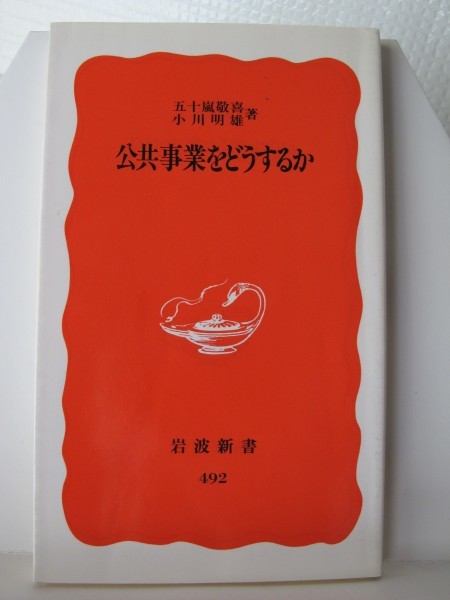 五十嵐敬喜
小川明雄 著
公共事業をどうするか
岩波新書
492